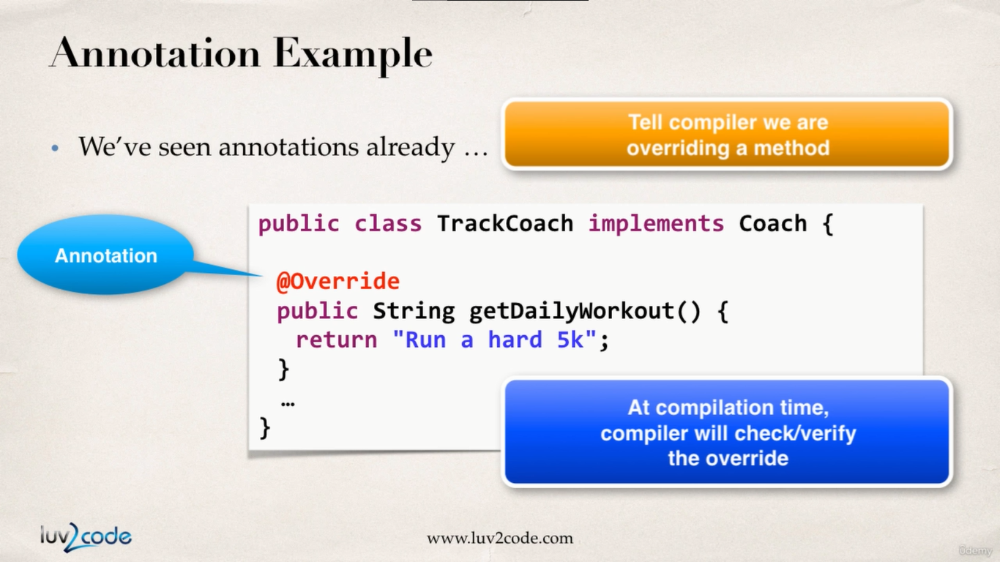 Annotation Example
• We’ve seen annotations already …
Tell compiler we are
overriding a method
Annotation
public class TrackCoach implements Coach {
@Override
public String getDailyWorkout() {
return "Run a hard 5k";
}
…
}
At compilation time,
compiler will check/verify
the override
luv2code
www.luv2code.com
ûdemy